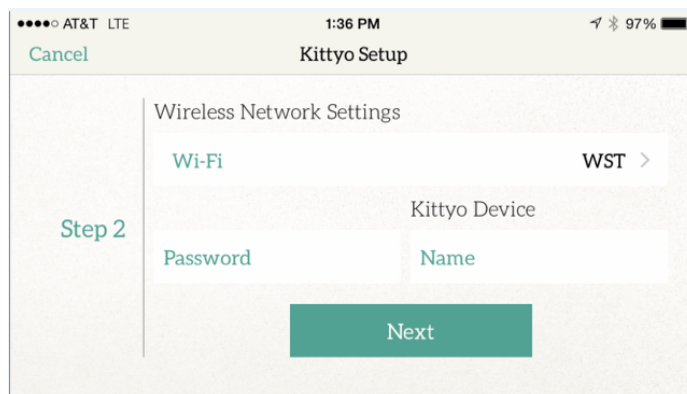 AT&T LTE 1:36 PM 97%
Cancel Kittyo Setup
Wireless Network Settings
Wi-Fi WST
Step 2
Kittyo Device
Password Name
Next